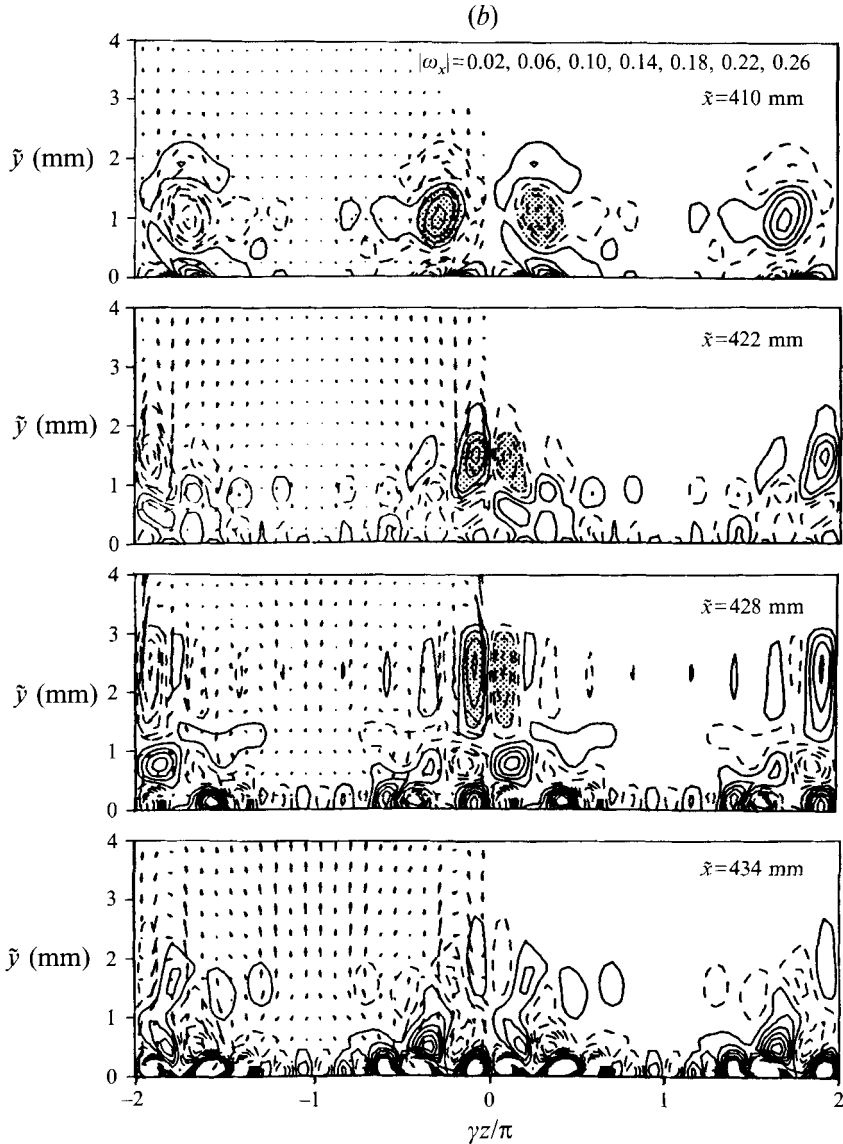 (b)
4
|ω_x|=0.02, 0.06, 0.10, 0.14, 0.18, 0.22, 0.26
x̃=410 mm
3
ỹ (mm)
2
1
0
4
x̃=422 mm
3
ỹ (mm)
2
1
0
4
x̃=428 mm
3
ỹ (mm)
2
1
0
4
x̃=434 mm
3
ỹ (mm)
2
1
0
−2 −1 0 1 2
γz/π